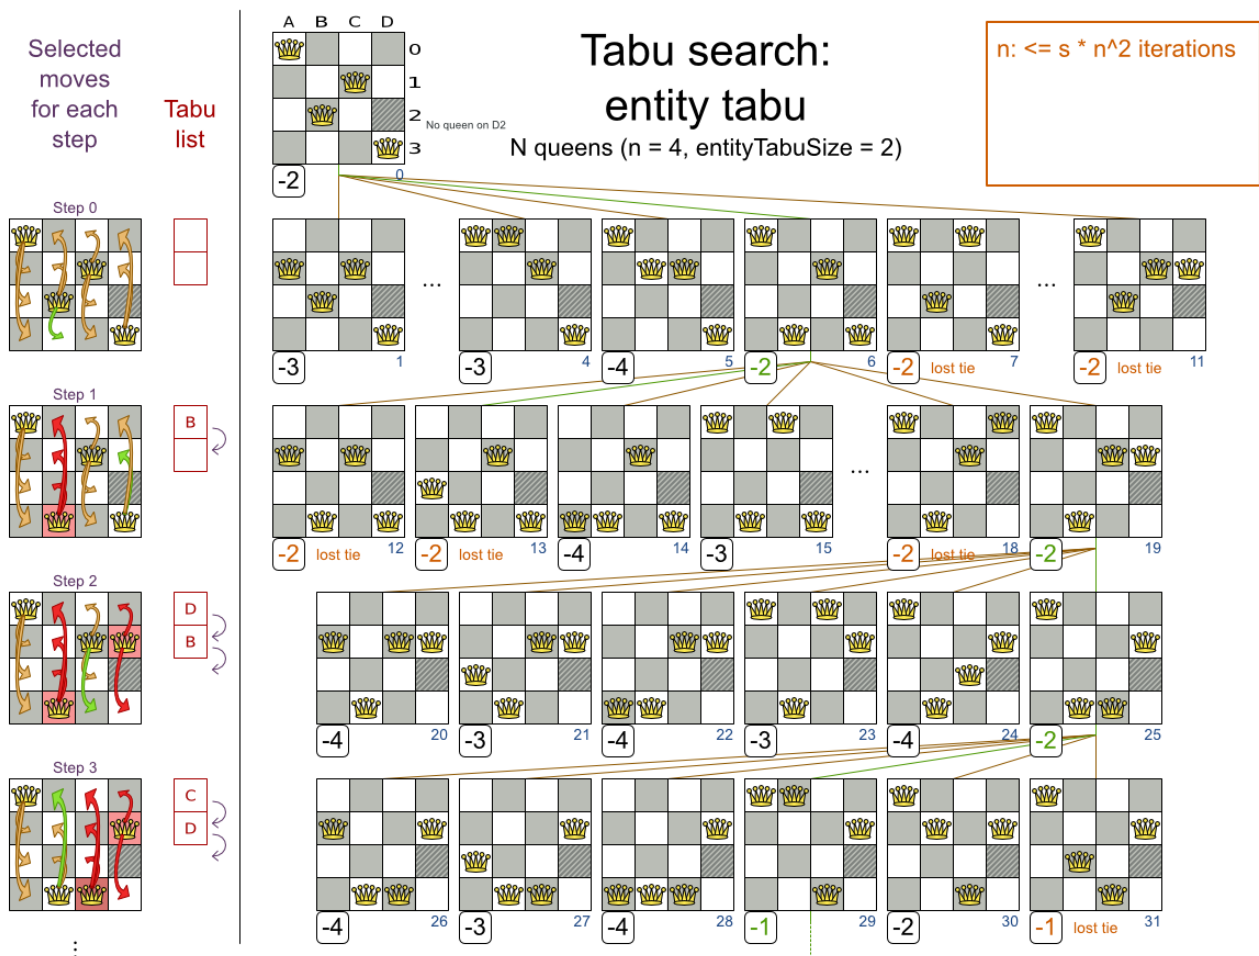 Selected
moves
for each
step
Tabu
list
A B C D
0
1
2
3
No queen on D2
-2
0
Tabu search:
entity tabu
N queens (n = 4, entityTabuSize = 2)
n: <= s * n^2 iterations
Step 0
...
...
-3 1
-3 4
-4 5
-2 6
-2 lost tie 7
-2 lost tie 11
Step 1
B
...
-2 lost tie 12
-2 lost tie 13
-4 14
-3 15
-2 lost tie 18
-2 19
Step 2
D
B
-4 20
-3 21
-4 22
-3 23
-4 24
-2 25
Step 3
C
D
-4 26
-3 27
-4 28
-1 29
-2 30
-1 lost tie 31
...